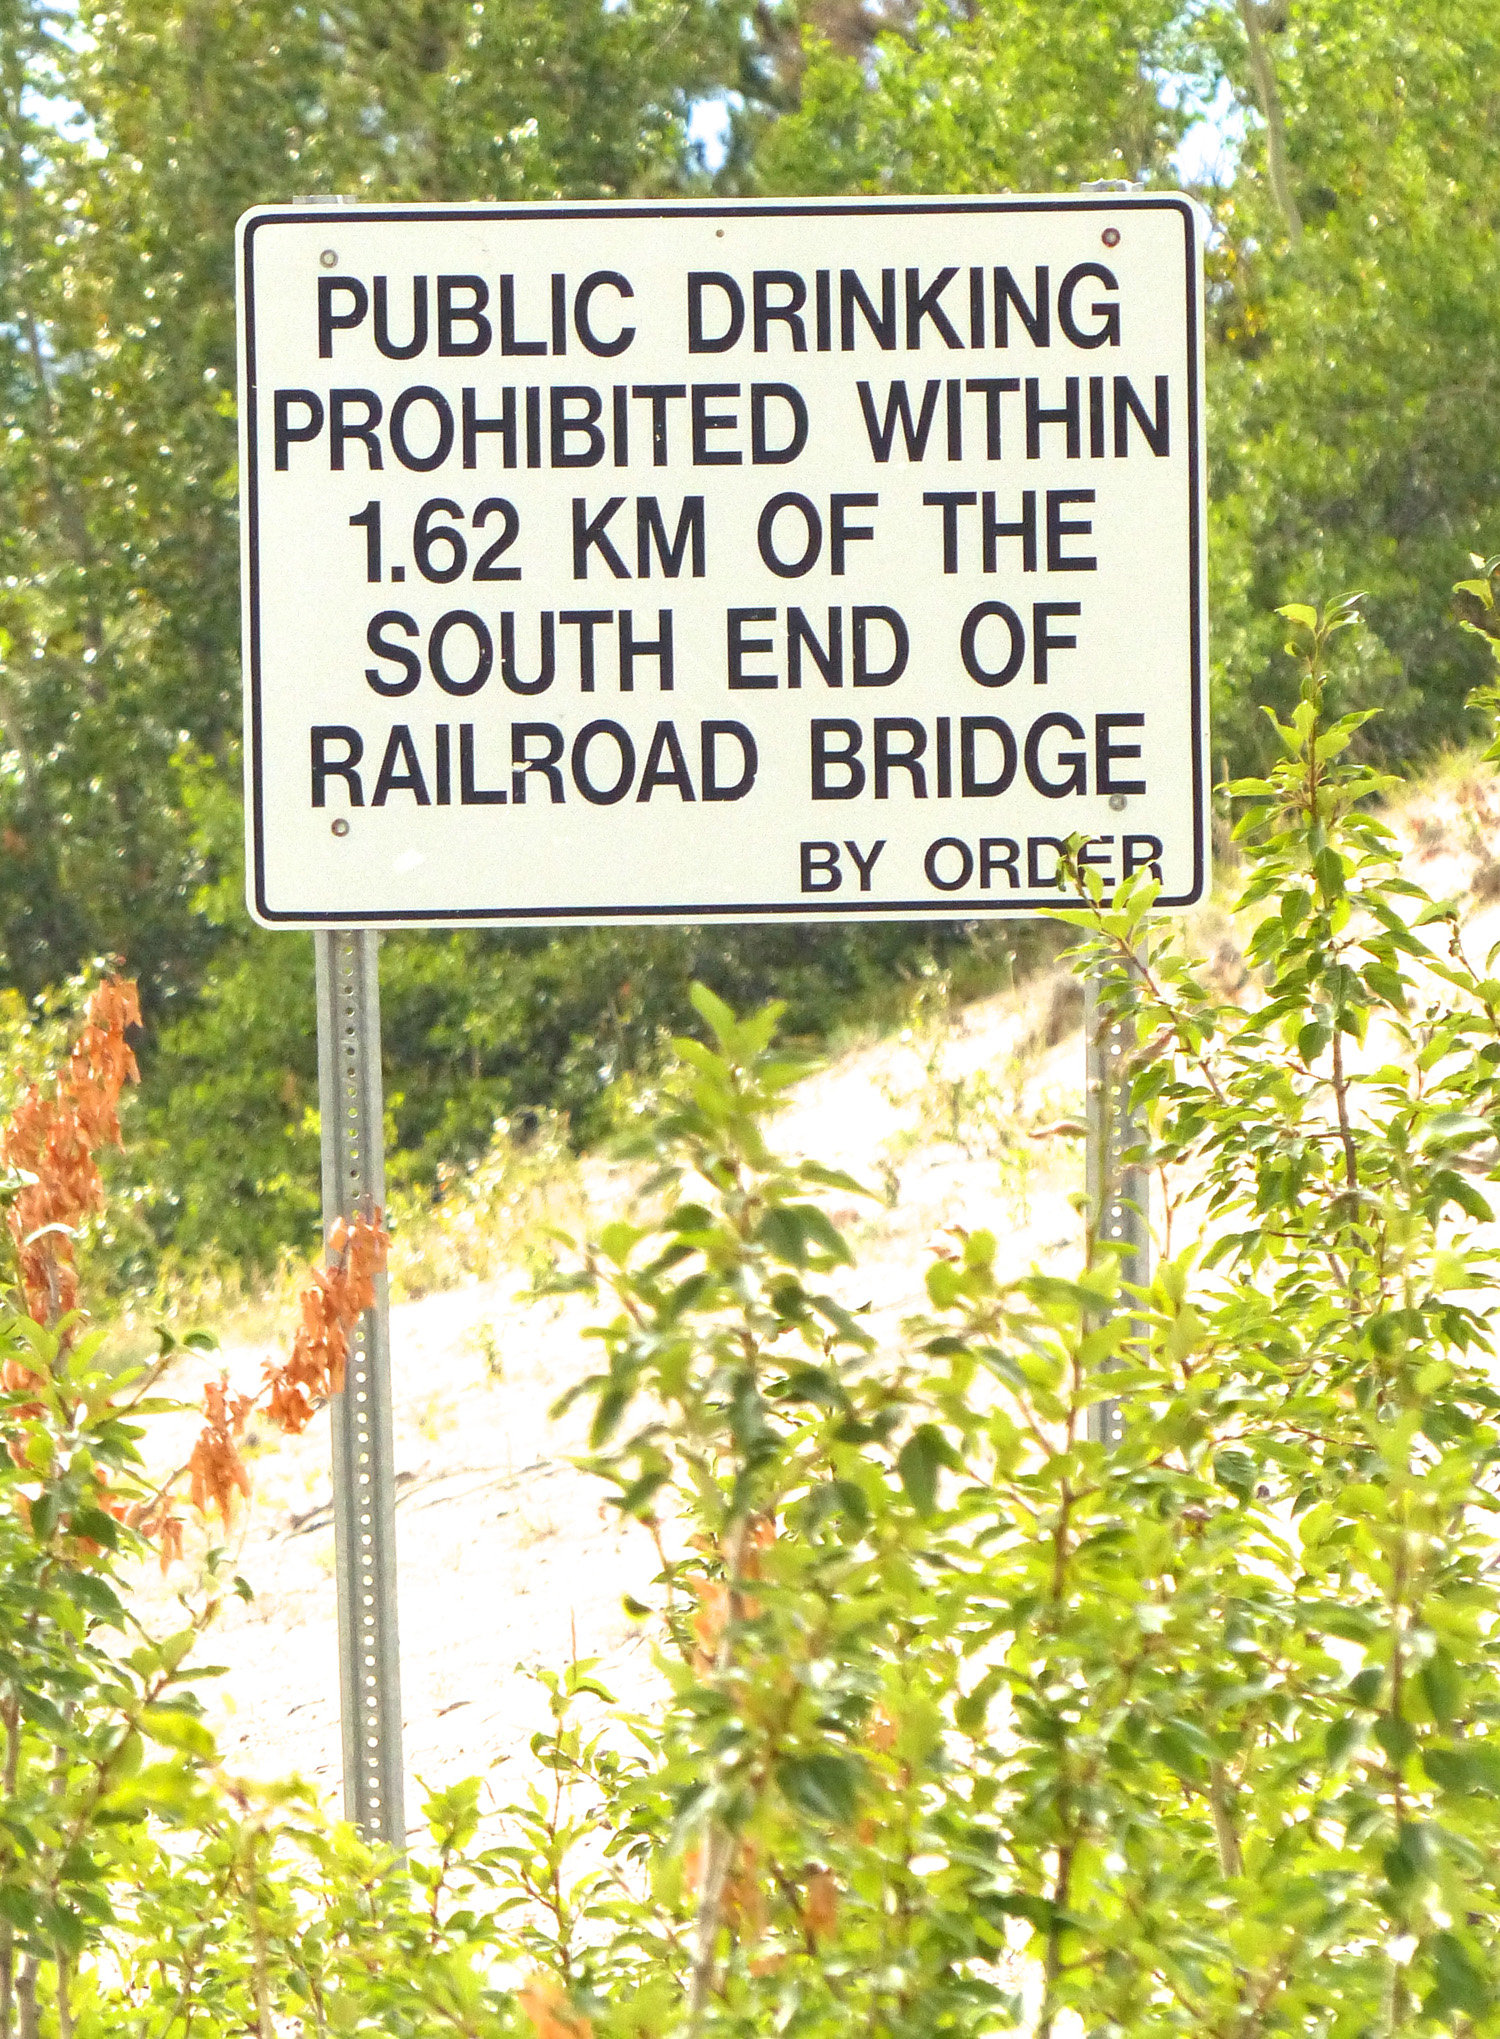 PUBLIC DRINKING
PROHIBITED WITHIN
1.62 KM OF THE
SOUTH END OF
RAILROAD BRIDGE
BY ORDER